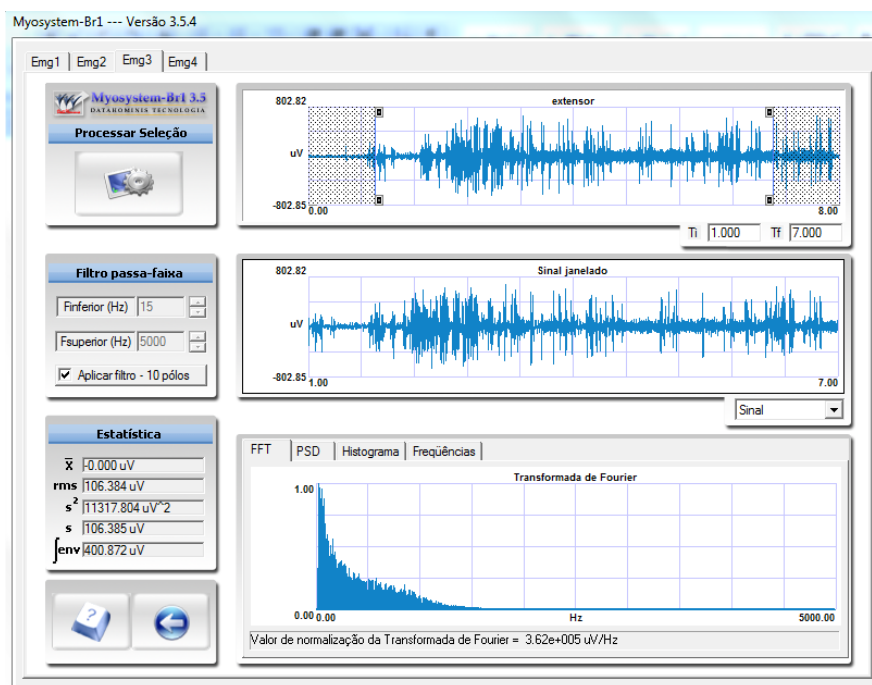 Myosystem-Br1 --- Versão 3.5.4
Emg1 | Emg2 | Emg3 | Emg4
Myosystem-Br1 3.5
DATAHOMINIS TECNOLOGIA
Processar Seleção
802.82
extensor
uV
-802.85
0.00
8.00
Ti 1.000 Tf 7.000
Filtro passa-faixa
Finferior (Hz) 15
Fsuperior (Hz) 5000
Aplicar filtro - 10 pólos
802.82
Sinal janelado
uV
-802.85
1.00
7.00
Sinal
Estatística
x -0.000 uV
rms 106.384 uV
s² 11317.804 uV^2
s 106.385 uV
∫env 400.872 uV
FFT | PSD | Histograma | Freqüências
Transformada de Fourier
1.00
0.00
0.00
Hz
5000.00
Valor de normalização da Transformada de Fourier = 3.62e+005 uV/Hz
?